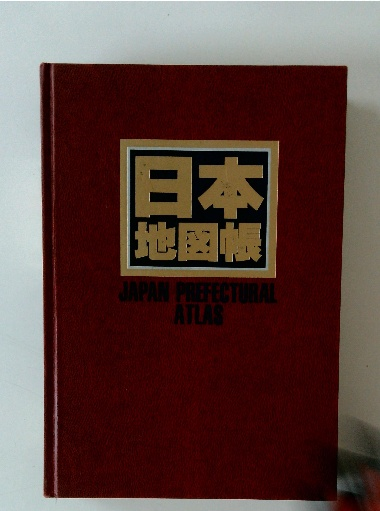 日本
地図帳
JAPAN PREFECTURAL
ATLAS